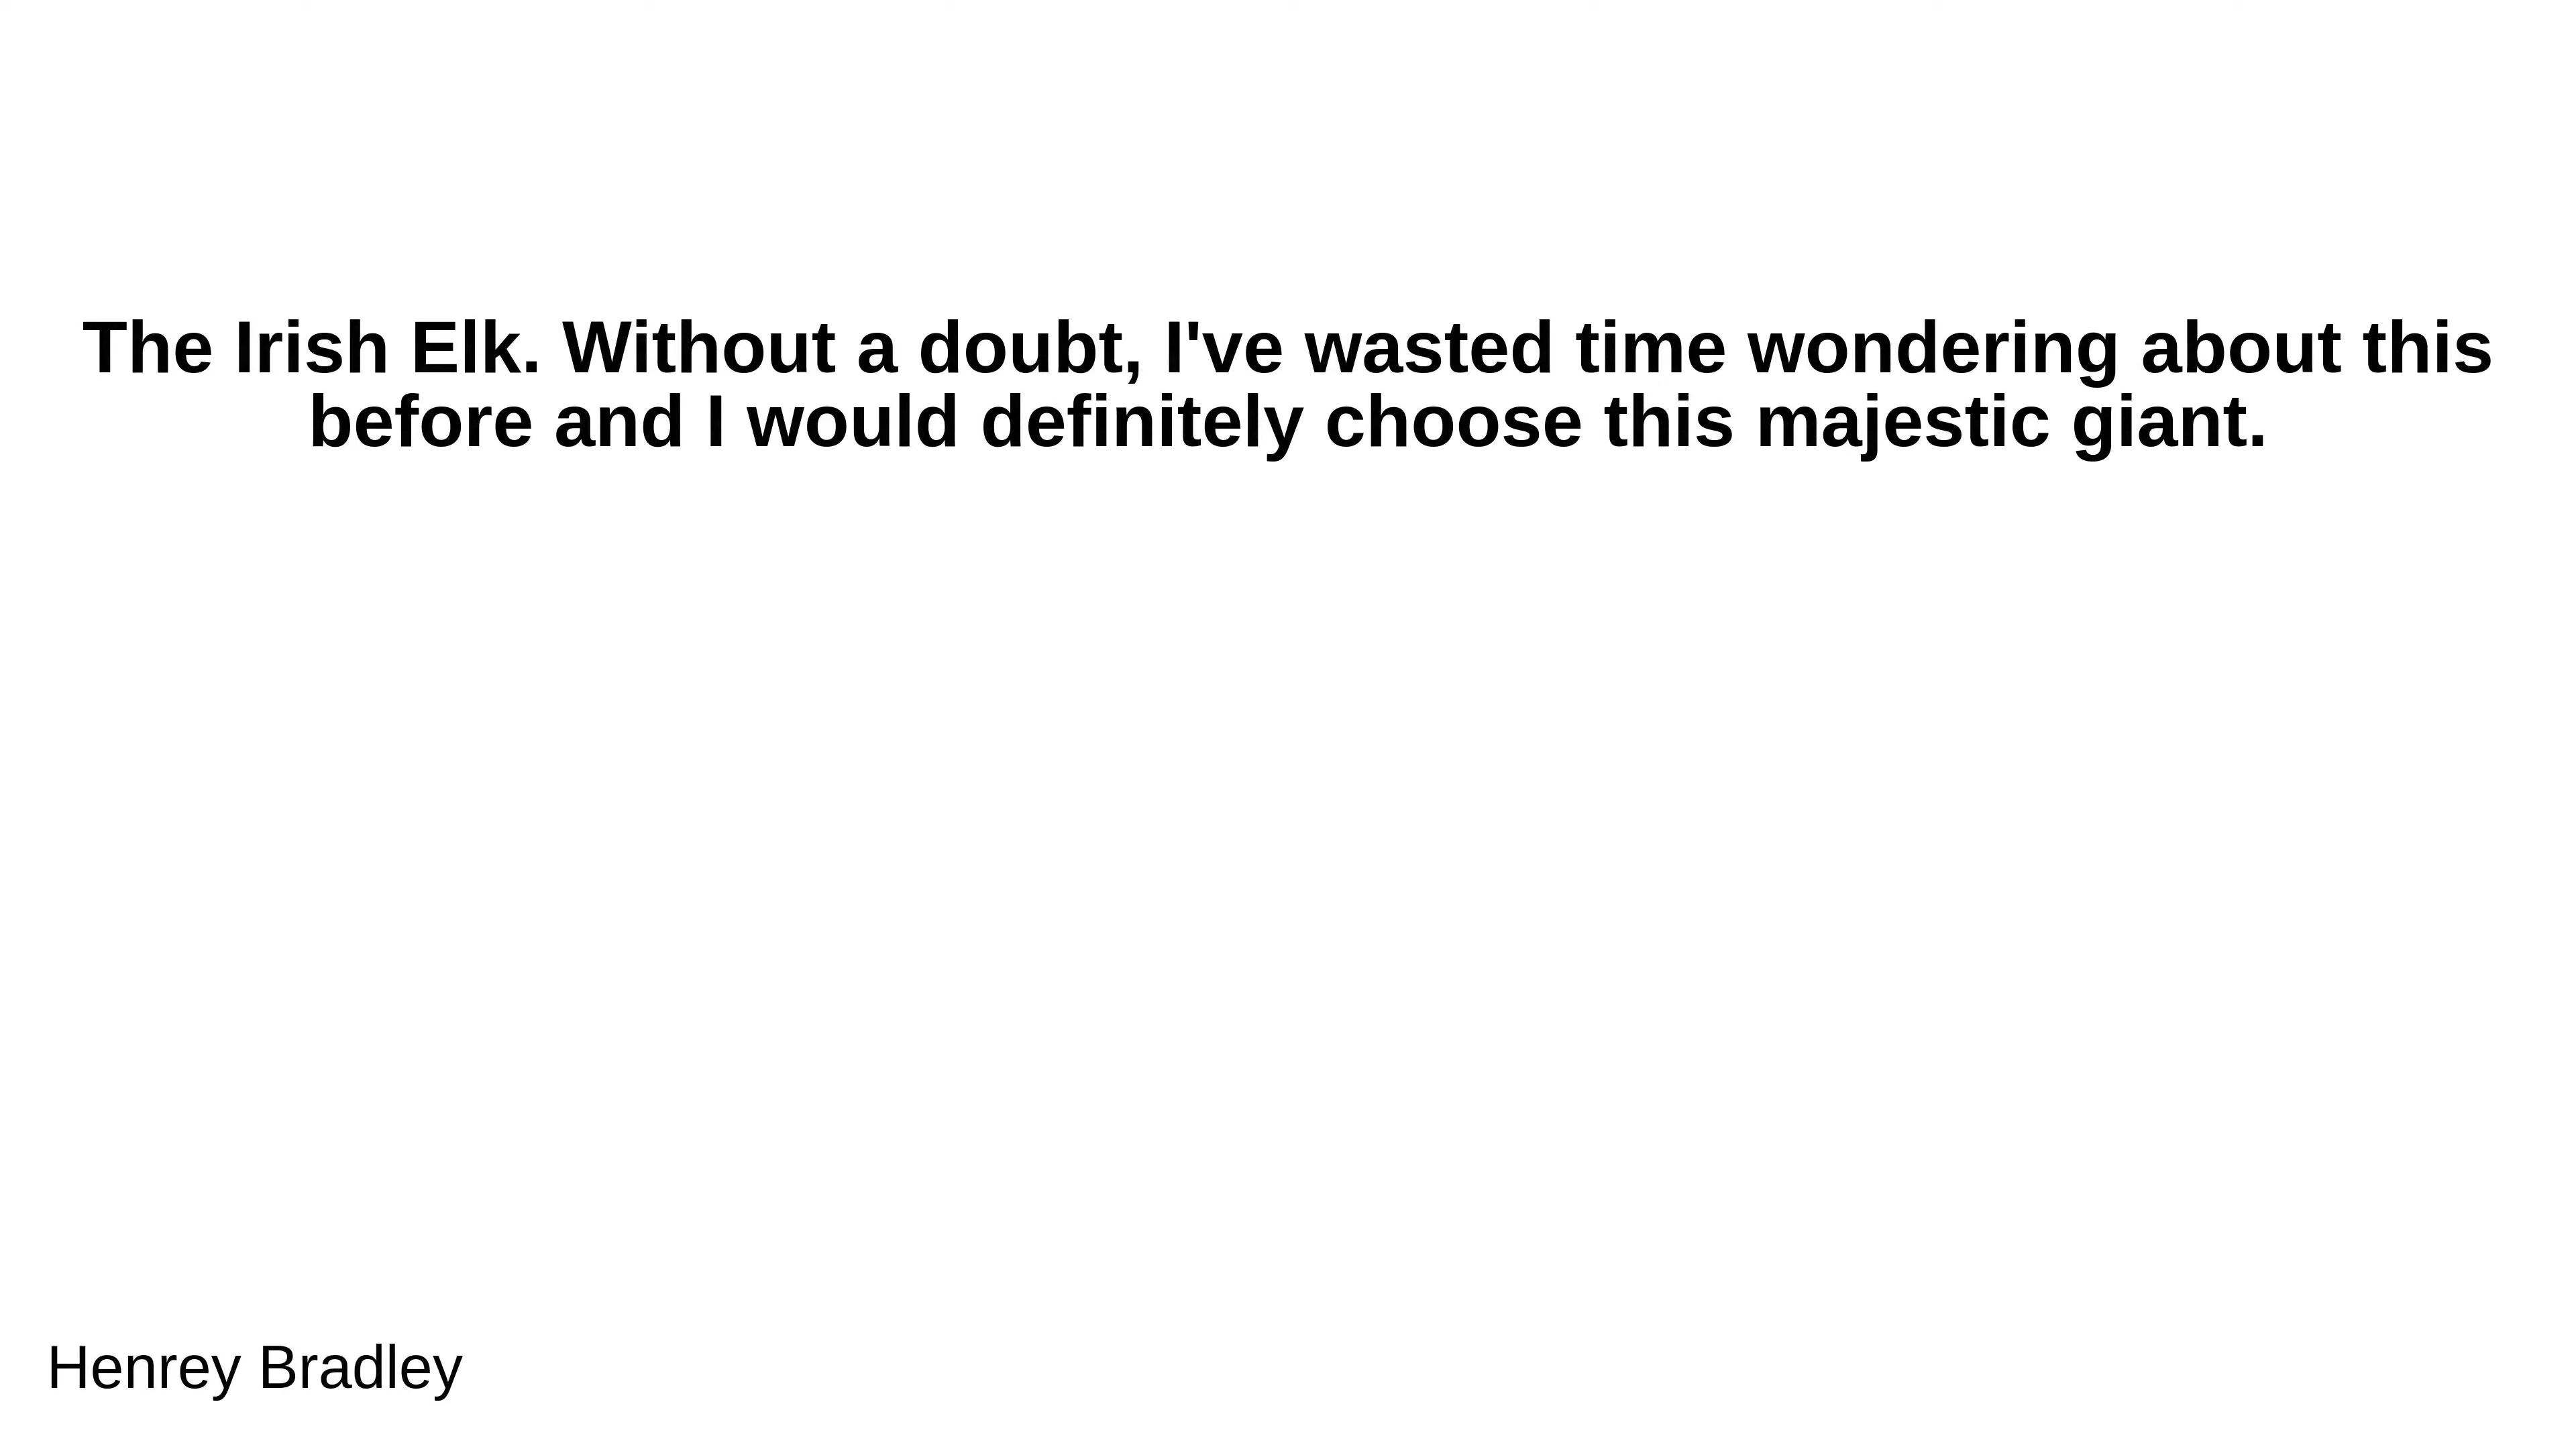 The Irish Elk. Without a doubt, I've wasted time wondering about this
before and I would definitely choose this majestic giant.
Henrey Bradley